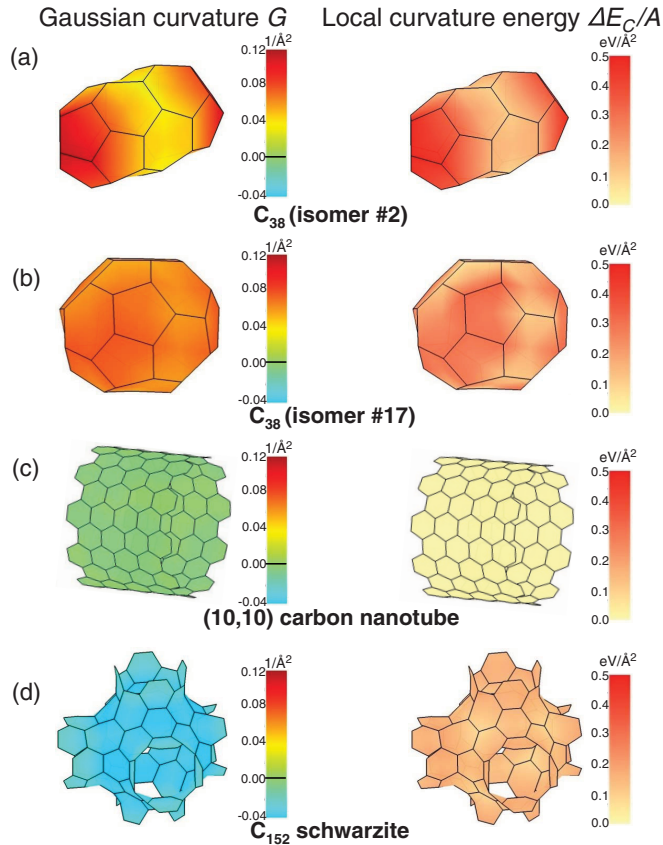 Gaussian curvature G
Local curvature energy ΔE_C/A
(a)
1/Å²
0.12
0.08
0.04
0.00
-0.04
eV/Å²
0.5
0.4
0.3
0.2
0.1
0.0
C₃₈ (isomer #2)
(b)
1/Å²
0.12
0.08
0.04
0.00
-0.04
eV/Å²
0.5
0.4
0.3
0.2
0.1
0.0
C₃₈ (isomer #17)
(c)
1/Å²
0.12
0.08
0.04
0.00
-0.04
eV/Å²
0.5
0.4
0.3
0.2
0.1
0.0
(10,10) carbon nanotube
(d)
1/Å²
0.12
0.08
0.04
0.00
-0.04
eV/Å²
0.5
0.4
0.3
0.2
0.1
0.0
C₁₅₂ schwarzite